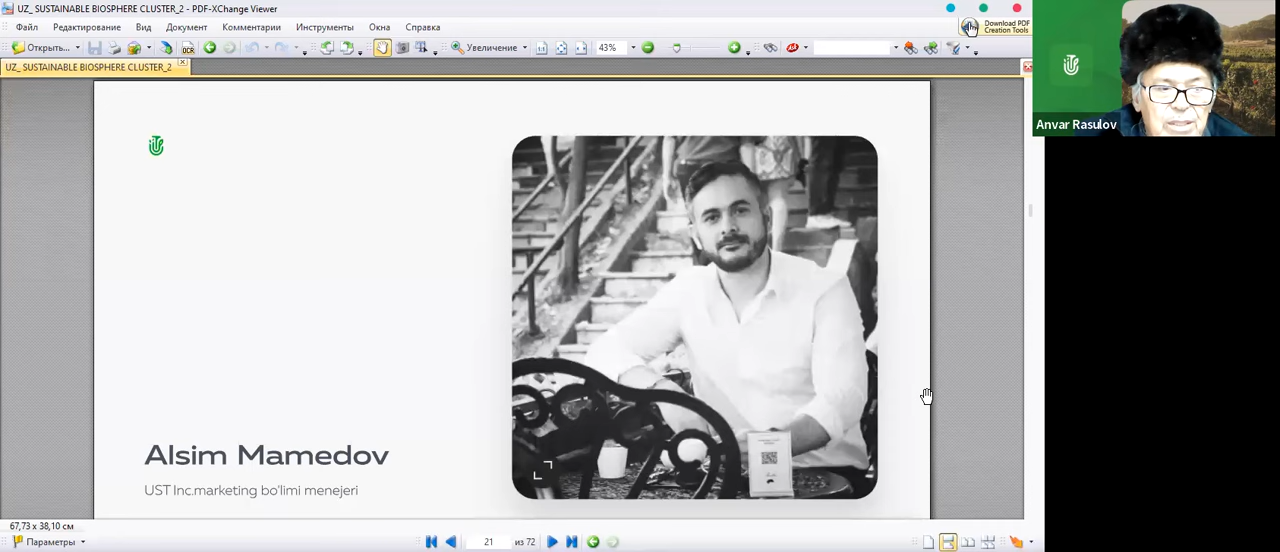 UZ_ SUSTAINABLE BIOSPHERE CLUSTER_2 - PDF-XChange Viewer
Файл Редактирование Вид Документ Комментарии Инструменты Окна Справка
Download PDF
Creation Tools
Открыть...
OCR
Увеличение
43%
UZ_ SUSTAINABLE BIOSPHERE CLUSTER_2
Anvar Rasulov
Alsim Mamedov
UST Inc.marketing bo'limi menejeri
67,73 x 38,10 см
Параметры
21 из 72